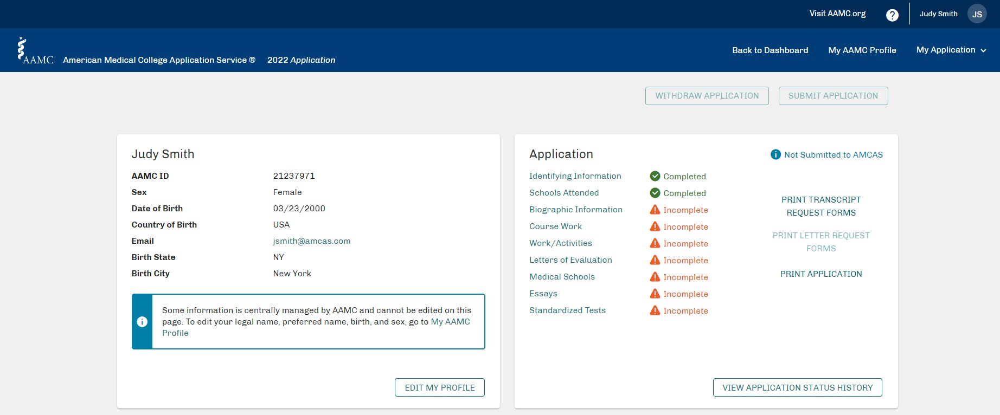 Visit AAMC.org
?
Judy Smith
JS
AAMC
American Medical College Application Service ® 2022 Application
Back to Dashboard
My AAMC Profile
My Application
WITHDRAW APPLICATION
SUBMIT APPLICATION
Judy Smith
AAMC ID 21237971
Sex Female
Date of Birth 03/23/2000
Country of Birth USA
Email jsmith@amcas.com
Birth State NY
Birth City New York
Some information is centrally managed by AAMC and cannot be edited on this
page. To edit your legal name, preferred name, birth, and sex, go to My AAMC
Profile
EDIT MY PROFILE
Application
Not Submitted to AMCAS
Identifying Information Completed
Schools Attended Completed
Biographic Information Incomplete
Course Work Incomplete
Work/Activities Incomplete
Letters of Evaluation Incomplete
Medical Schools Incomplete
Essays Incomplete
Standardized Tests Incomplete
PRINT TRANSCRIPT
REQUEST FORMS
PRINT LETTER REQUEST
FORMS
PRINT APPLICATION
VIEW APPLICATION STATUS HISTORY